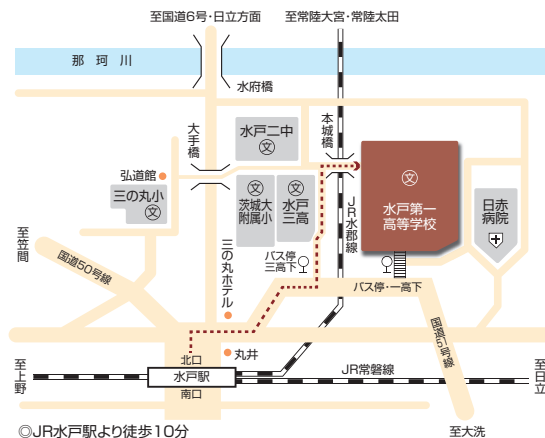 至国道6号・日立方面
至常陸大宮・常陸太田
那珂川
水府橋
大手橋
本城橋
水戸二中
文
弘道館
三の丸小
文
文
茨城大
附属小
文
水戸
三高
文
水戸第一
高等学校
日赤
病院
JR水郡線
至笠間
国道50号線
三の丸ホテル
バス停
三高下
バス停・一高下
国道51号線
丸井
北口
水戸駅
南口
至上野
JR常磐線
至日立
至大洗
◎JR水戸駅より徒歩10分